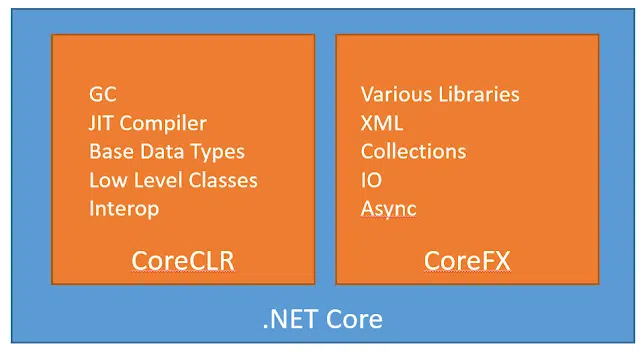 GC
JIT Compiler
Base Data Types
Low Level Classes
Interop
CoreCLR
Various Libraries
XML
Collections
IO
Async
CoreFX
.NET Core